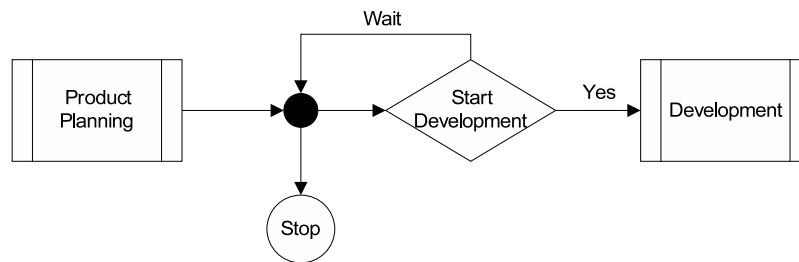 Wait
Product
Planning
Start
Development
Yes
Development
Stop